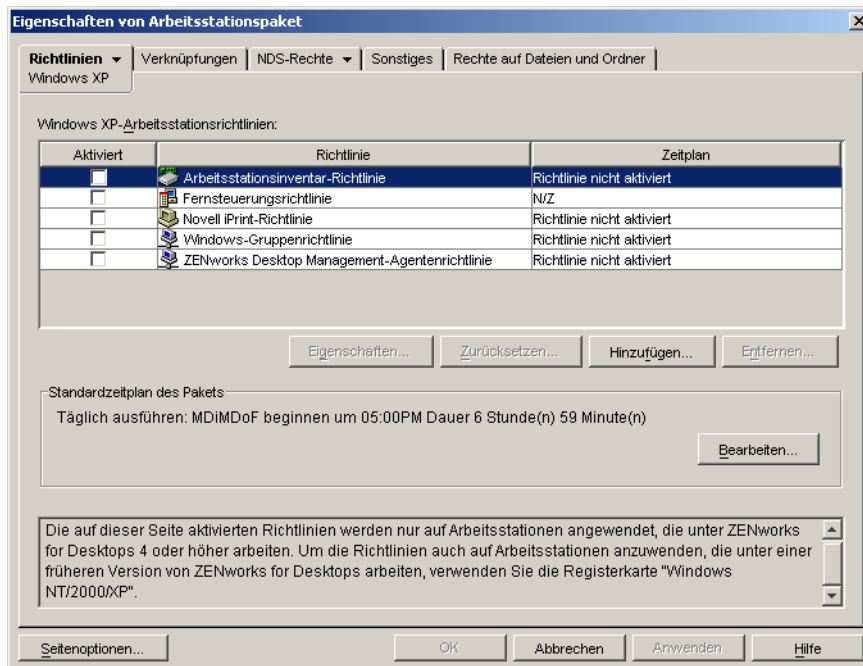 Eigenschaften von Arbeitsstationspaket
Richtlinien Verknüpfungen NDS-Rechte Sonstiges Rechte auf Dateien und Ordner
Windows XP
Windows XP-Arbeitsstationsrichtlinien:
Aktiviert Richtlinie Zeitplan
Arbeitsstationsinventar-Richtlinie Richtlinie nicht aktiviert
Fernsteuerungsrichtlinie N/Z
Novell iPrint-Richtlinie Richtlinie nicht aktiviert
Windows-Gruppenrichtlinie Richtlinie nicht aktiviert
ZENworks Desktop Management-Agentenrichtlinie Richtlinie nicht aktiviert
Eigenschaften... Zurücksetzen... Hinzufügen... Entfernen...
Standardzeitplan des Pakets
Täglich ausführen: MDiMDoF beginnen um 05:00PM Dauer 6 Stunde(n) 59 Minute(n)
Bearbeiten...
Die auf dieser Seite aktivierten Richtlinien werden nur auf Arbeitsstationen angewendet, die unter ZENworks
for Desktops 4 oder höher arbeiten. Um die Richtlinien auch auf Arbeitsstationen anzuwenden, die unter einer
früheren Version von ZENworks for Desktops arbeiten, verwenden Sie die Registerkarte "Windows
NT/2000/XP".
Seitenoptionen... OK Abbrechen Anwenden Hilfe